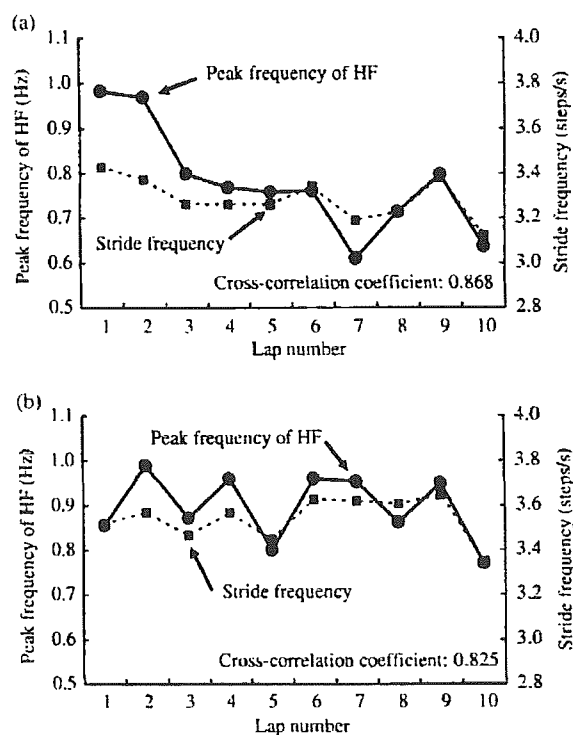 (a)
1.1
1.0
0.9
0.8
0.7
0.6
0.5
Peak frequency of HF (Hz)
4.0
3.8
3.6
3.4
3.2
3.0
2.8
Stride frequency (steps/s)
Peak frequency of HF
Stride frequency
Cross-correlation coefficient: 0.868
1 2 3 4 5 6 7 8 9 10
Lap number
(b)
1.1
1.0
0.9
0.8
0.7
0.6
0.5
Peak frequency of HF (Hz)
4.0
3.8
3.6
3.4
3.2
3.0
2.8
Stride frequency (steps/s)
Peak frequency of HF
Stride frequency
Cross-correlation coefficient: 0.825
1 2 3 4 5 6 7 8 9 10
Lap number